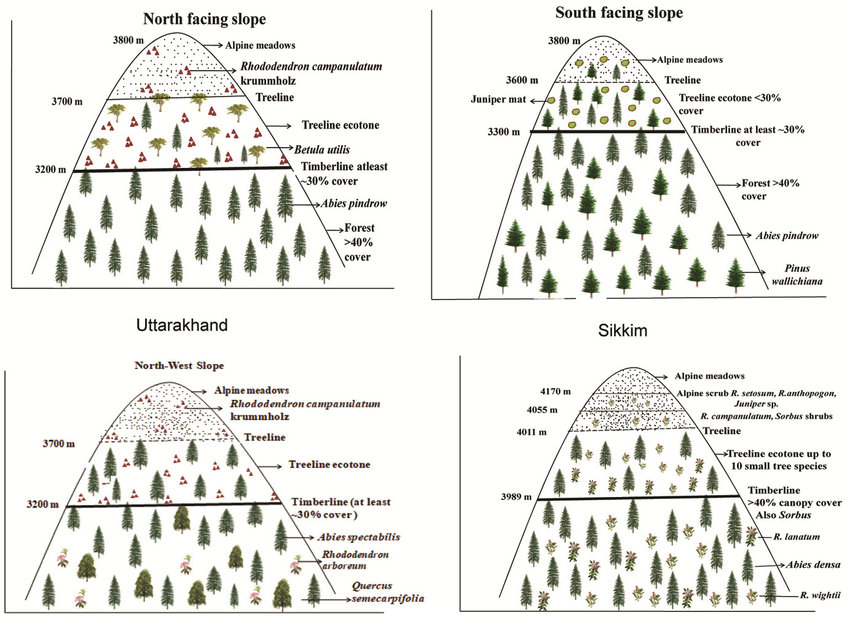 North facing slope
3800 m
Alpine meadows
Rhododendron campanulatum
krummholz
3700 m
Treeline
Treeline ecotone
Betula utilis
3200 m
Timberline atleast
~30% cover
Abies pindrow
Forest
>40%
cover
South facing slope
3800 m
Alpine meadows
3600 m
Treeline
Juniper mat
Treeline ecotone <30%
cover
3300 m
Timberline at least ~30%
cover
Forest >40%
cover
Abies pindrow
Pinus
wallichiana
Uttarakhand
North-West Slope
Alpine meadows
Rhododendron campanulatum
krummholz
3700 m
Treeline
Treeline ecotone
3200 m
Timberline (at least
~30% cover )
Abies spectabilis
Rhododendron
arboreum
Quercus
semecarpifolia
Sikkim
Alpine meadows
4170 m
Alpine scrub R. setosum, R.anthopogon,
Juniper sp.
4055 m
R. campanulatum, Sorbus shrubs
4011 m
Treeline
Treeline ecotone up to
10 small tree species
3989 m
Timberline
>40% canopy cover
Also Sorbus
R. lanatum
Abies densa
R. wightii